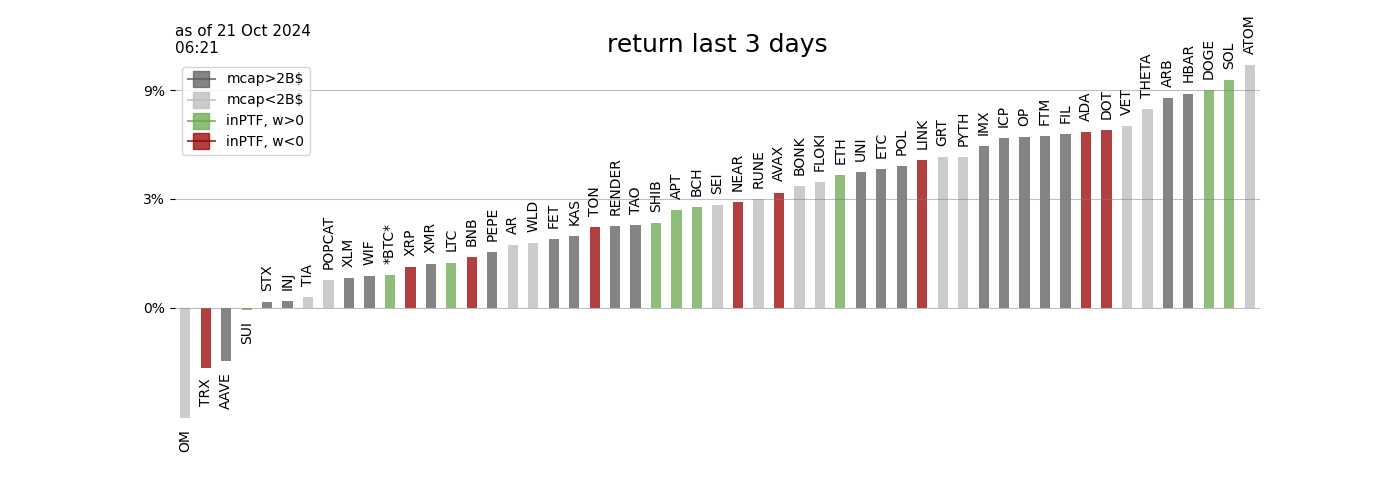 as of 21 Oct 2024
06:21
return last 3 days
mcap>2B$
mcap<2B$
inPTF, w>0
inPTF, w<0
9%
3%
0%
OM
TRX
AAVE
SUI
STX
INJ
TIA
POPCAT
XLM
WIF
*BTC*
XRP
XMR
LTC
BNB
PEPE
AR
WLD
FET
KAS
TON
RENDER
TAO
SHIB
APT
BCH
SEI
NEAR
RUNE
AVAX
BONK
FLOKI
ETH
UNI
ETC
POL
LINK
GRT
PYTH
IMX
ICP
OP
FTM
FIL
ADA
DOT
VET
THETA
ARB
HBAR
DOGE
SOL
ATOM